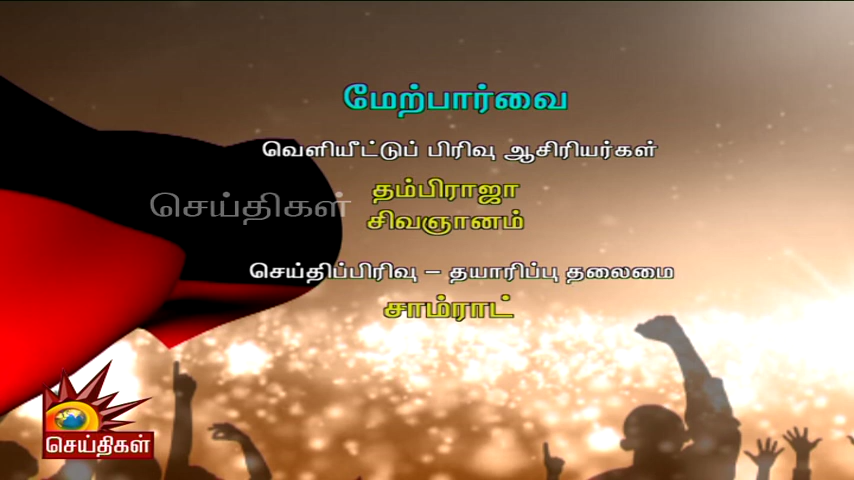 மேற்பார்வை
வெளியீட்டுப் பிரிவு ஆசிரியர்கள்
தம்பிராஜா
செய்திகள்
சிவஞானம்
செய்திப்பிரிவு – தயாரிப்பு தலைமை
சாம்ராட்
செய்திகள்